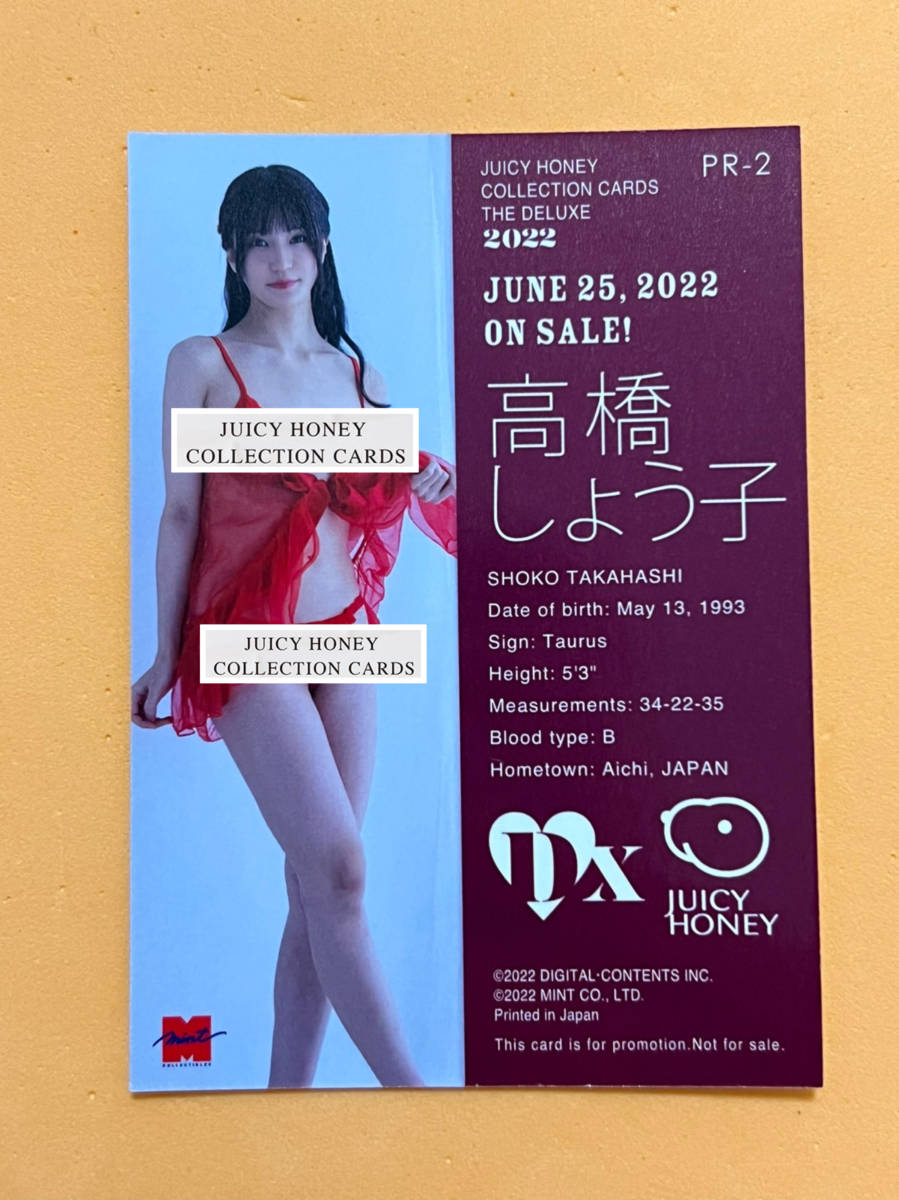 JUICY HONEY
COLLECTION CARDS
THE DELUXE
2022
PR-2
JUNE 25, 2022
ON SALE!
高橋
しょう子
SHOKO TAKAHASHI
Date of birth: May 13, 1993
Sign: Taurus
Height: 5'3"
Measurements: 34-22-35
Blood type: B
Hometown: Aichi, JAPAN
DX
JUICY
HONEY
©2022 DIGITAL·CONTENTS INC.
©2022 MINT CO., LTD.
Printed in Japan
This card is for promotion.Not for sale.
JUICY HONEY
COLLECTION CARDS
JUICY HONEY
COLLECTION CARDS
M
mint
COLLECTIBLES